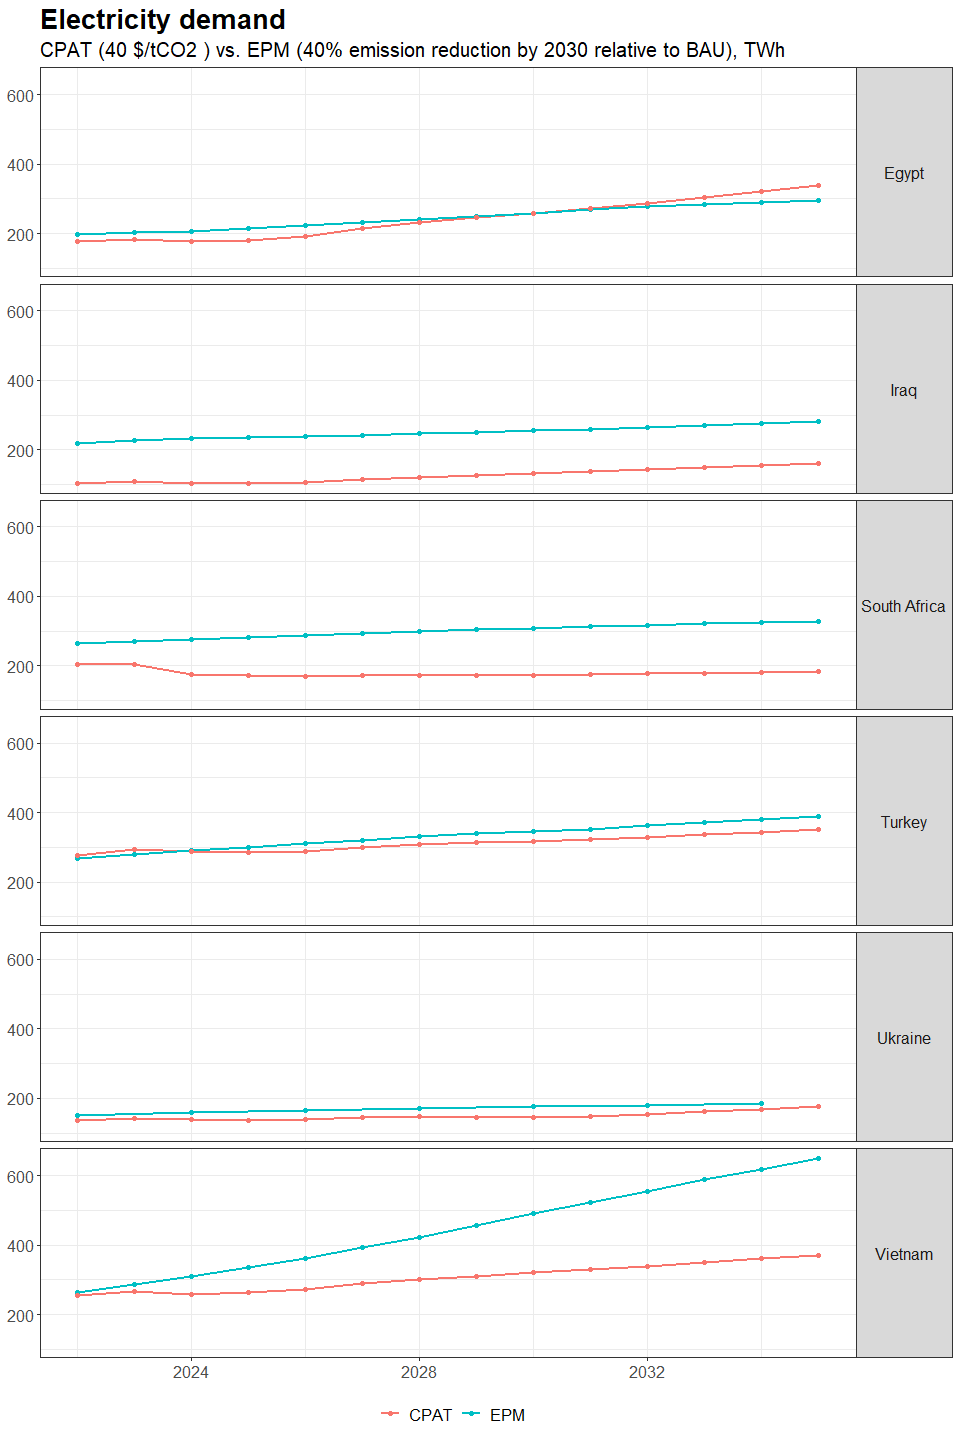 Electricity demand
CPAT (40 $/tCO2 ) vs. EPM (40% emission reduction by 2030 relative to BAU), TWh
600
400
200
Egypt
600
400
200
Iraq
600
400
200
South Africa
600
400
200
Turkey
600
400
200
Ukraine
600
400
200
Vietnam
2024 2028 2032
CPAT EPM